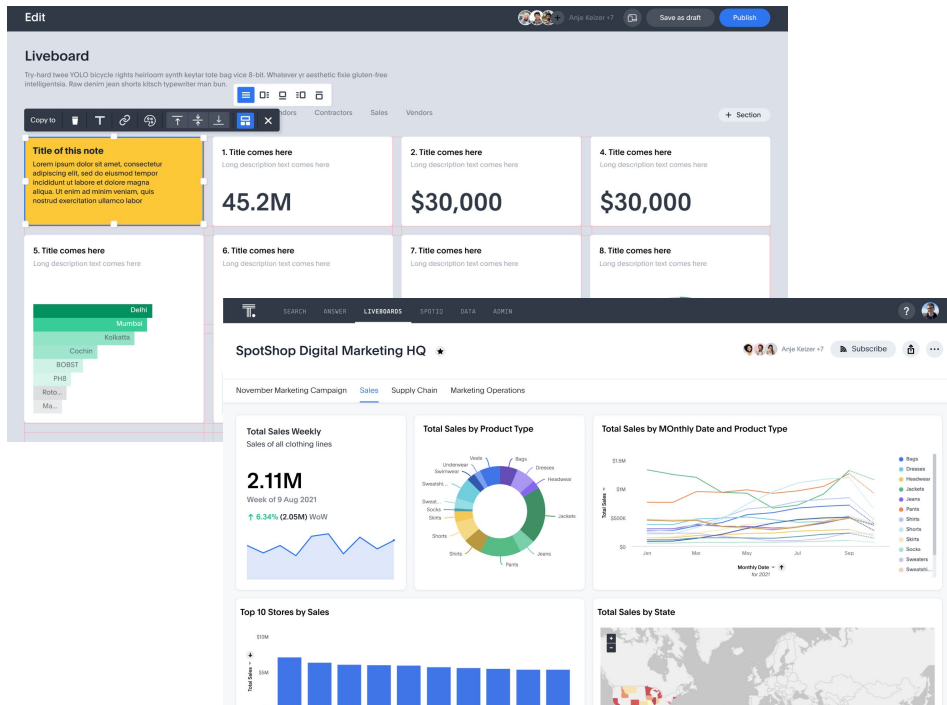 Edit
Anje Keizer +7
Save as draft
Publish
Liveboard
Try-hard twee YOLO bicycle rights heirloom synth keytar tote bag vice 8-bit. Whatever yr aesthetic fixie gluten-free
intelligentsia. Raw denim jean shorts kitsch typewriter man bun.
Contractors
Sales
Vendors
+ Section
Copy to
Title of this note
Lorem ipsum dolor sit amet, consectetur
adipiscing elit, sed do eiusmod tempor
incididunt ut labore et dolore magna
aliqua. Ut enim ad minim veniam, quis
nostrud exercitation ullamco labor
1. Title comes here
Long description text comes here
45.2M
2. Title comes here
Long description text comes here
$30,000
4. Title comes here
Long description text comes here
$30,000
5. Title comes here
Long description text comes here
Delhi
Mumbai
Kolkatta
Cochin
BOBST
PHB
Roto...
Ma...
6. Title comes here
Long description text comes here
7. Title comes here
Long description text comes here
8. Title comes here
Long description text comes here
T.
SEARCH
ANSWER
LIVEBOARDS
SPOTIQ
DATA
ADMIN
?
SpotShop Digital Marketing HQ
Anje Keizer +7
Subscribe
November Marketing Campaign
Sales
Supply Chain
Marketing Operations
Total Sales Weekly
Sales of all clothing lines
2.11M
Week of 9 Aug 2021
↑ 6.34% (2.05M) WoW
Total Sales by Product Type
Vests
Bags
Underwear
Dresses
Swimwear
Headwear
Sweatshi...
Sweat...
Socks
Skirts
Jackets
Shorts
Shirts
Jeans
Pants
Total Sales by MOnthly Date and Product Type
$1.5M
$1M
$500K
$0
Total Sales
Jan
Mar
May
Jul
Sep
Monthly Date
for 2021
Bags
Dresses
Headwear
Jackets
Jeans
Pants
Shirts
Shorts
Skirts
Socks
Sweaters
Sweatshi...
Top 10 Stores by Sales
$10M
$5M
Total Sales
Total Sales by State
+
-